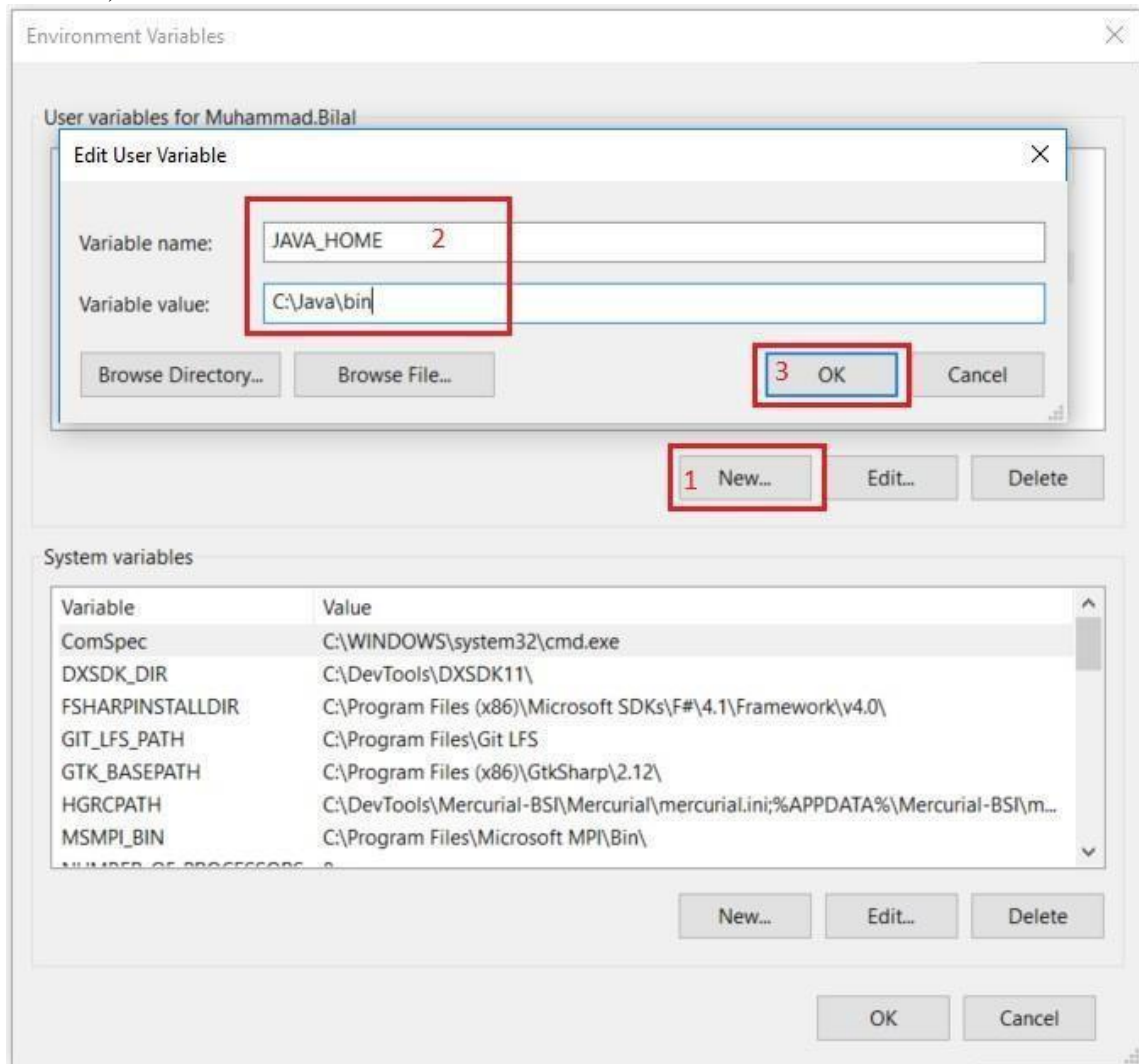 Environment Variables
User variables for Muhammad.Bilal
Edit User Variable
Variable name: JAVA_HOME 2
Variable value: C:\Java\bin
Browse Directory... Browse File... 3 OK Cancel
1 New... Edit... Delete
System variables
Variable Value
ComSpec C:\WINDOWS\system32\cmd.exe
DXSDK_DIR C:\DevTools\DXSDK11\
FSHARPINSTALLDIR C:\Program Files (x86)\Microsoft SDKs\F#\4.1\Framework\v4.0\
GIT_LFS_PATH C:\Program Files\Git LFS
GTK_BASEPATH C:\Program Files (x86)\GtkSharp\2.12\
HGRCPATH C:\DevTools\Mercurial-BSI\Mercurial\mercurial.ini;%APPDATA%\Mercurial-BSI\m...
MSMPI_BIN C:\Program Files\Microsoft MPI\Bin\
NUMBER_OF_PROCESSORS
New... Edit... Delete
OK Cancel